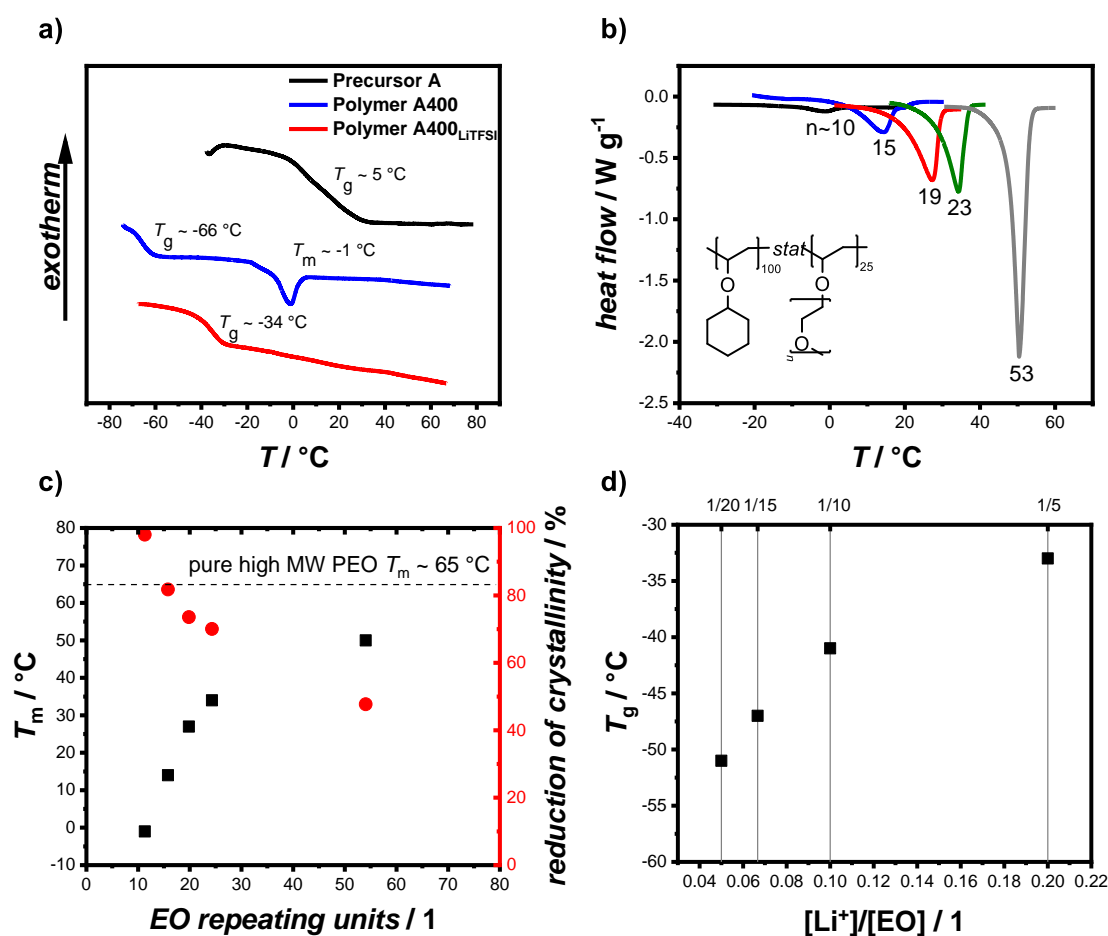 a)
Precursor A
Polymer A400
Polymer A400LiTFSI
exotherm
Tg ~ 5 °C
Tg ~ -66 °C
Tm ~ -1 °C
Tg ~ -34 °C
-80 -60 -40 -20 0 20 40 60 80
T / °C
b)
0.0
-0.5
-1.0
-1.5
-2.0
-2.5
heat flow / W g-1
n~10
15
19
23
53
stat
100
25
O
O
O
n
-40 -20 0 20 40 60
T / °C
c)
80
70
60
50
40
30
20
10
0
-10
Tm / °C
pure high MW PEO Tm ~ 65 °C
100
80
60
40
20
0
reduction of crystallinity / %
0 10 20 30 40 50 60 70 80
EO repeating units / 1
d)
1/20 1/15 1/10 1/5
-30
-35
-40
-45
-50
-55
-60
Tg / °C
0.04 0.06 0.08 0.10 0.12 0.14 0.16 0.18 0.20 0.22
[Li+]/[EO] / 1